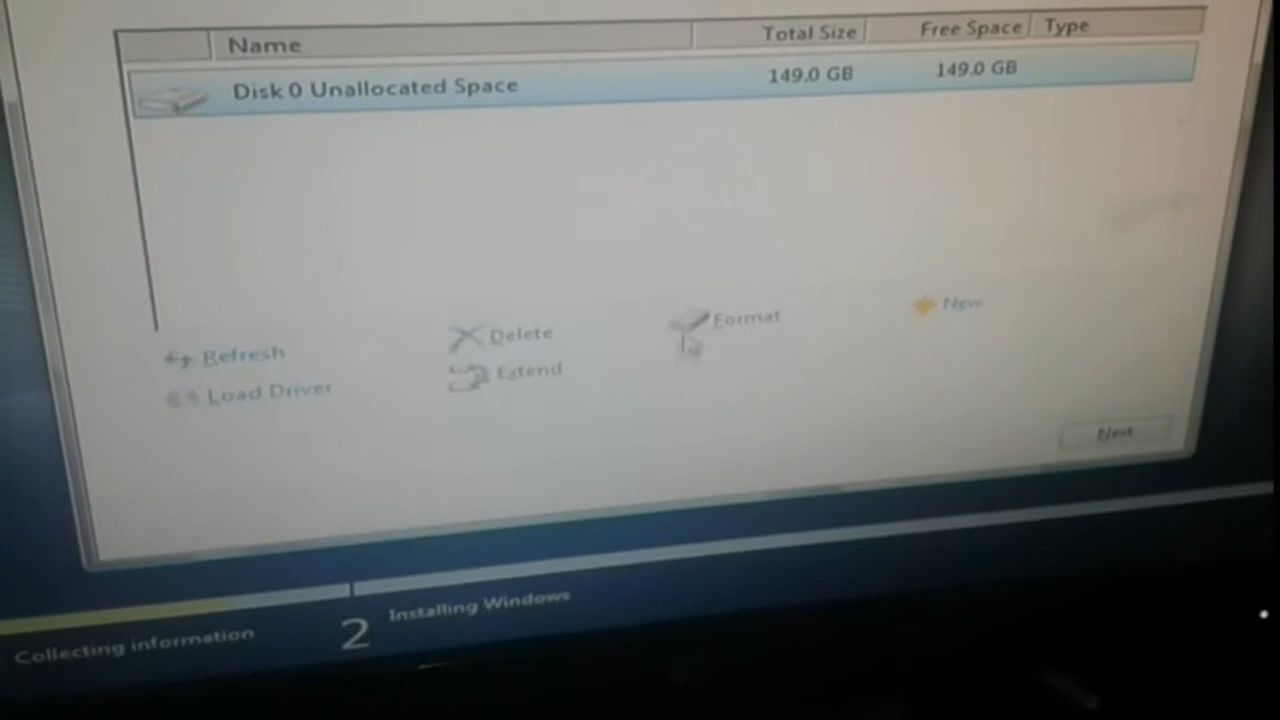 Name Total Size Free Space Type
Disk 0 Unallocated Space 149.0 GB 149.0 GB
Refresh Delete Format New
Load Driver Extend
Next
Collecting information 2 Installing Windows